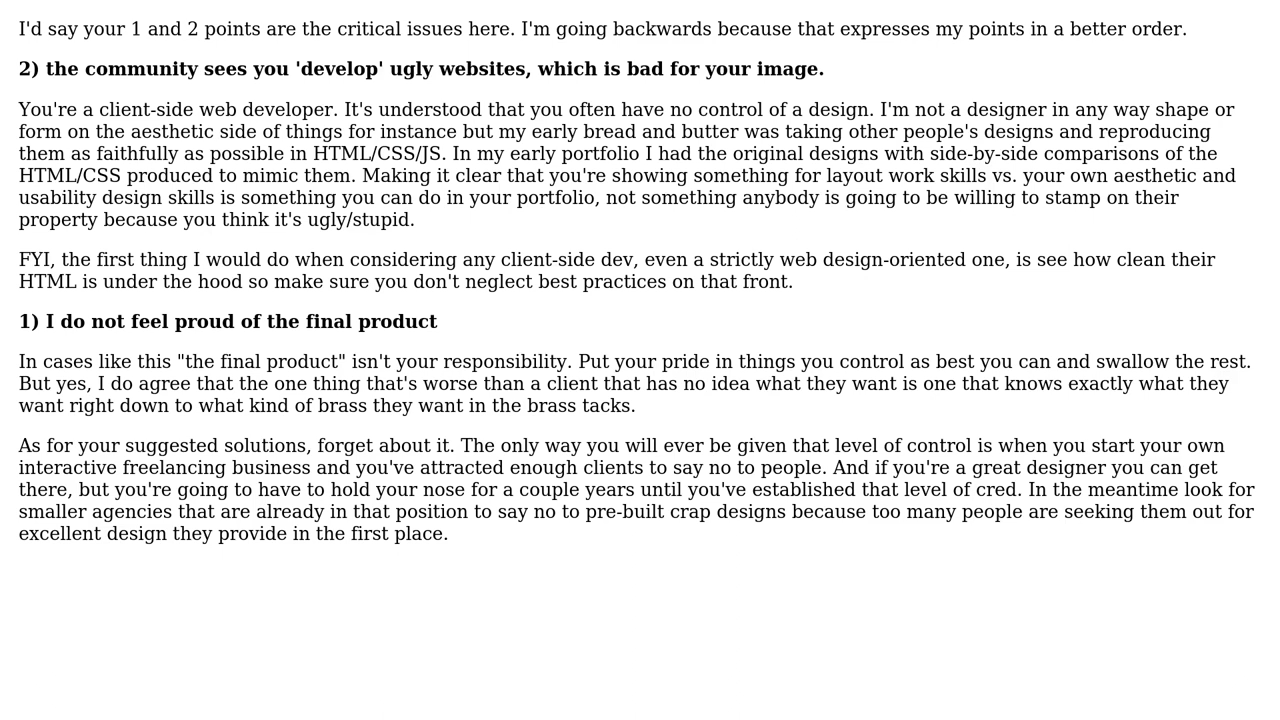 I'd say your 1 and 2 points are the critical issues here. I'm going backwards because that expresses my points in a better order.
2) the community sees you 'develop' ugly websites, which is bad for your image.
You're a client-side web developer. It's understood that you often have no control of a design. I'm not a designer in any way shape or
form on the aesthetic side of things for instance but my early bread and butter was taking other people's designs and reproducing
them as faithfully as possible in HTML/CSS/JS. In my early portfolio I had the original designs with side-by-side comparisons of the
HTML/CSS produced to mimic them. Making it clear that you're showing something for layout work skills vs. your own aesthetic and
usability design skills is something you can do in your portfolio, not something anybody is going to be willing to stamp on their
property because you think it's ugly/stupid.
FYI, the first thing I would do when considering any client-side dev, even a strictly web design-oriented one, is see how clean their
HTML is under the hood so make sure you don't neglect best practices on that front.
1) I do not feel proud of the final product
In cases like this "the final product" isn't your responsibility. Put your pride in things you control as best you can and swallow the rest.
But yes, I do agree that the one thing that's worse than a client that has no idea what they want is one that knows exactly what they
want right down to what kind of brass they want in the brass tacks.
As for your suggested solutions, forget about it. The only way you will ever be given that level of control is when you start your own
interactive freelancing business and you've attracted enough clients to say no to people. And if you're a great designer you can get
there, but you're going to have to hold your nose for a couple years until you've established that level of cred. In the meantime look for
smaller agencies that are already in that position to say no to pre-built crap designs because too many people are seeking them out for
excellent design they provide in the first place.